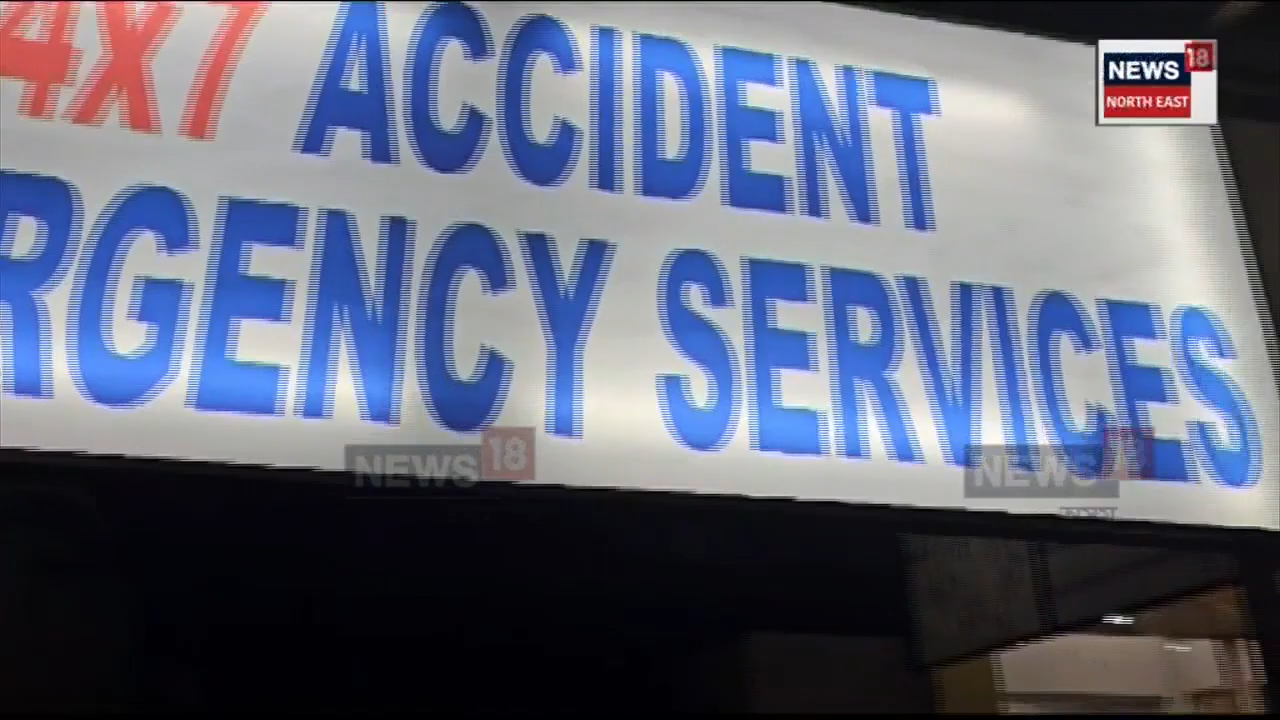 4X7 ACCIDENT
RGENCY SERVICES
NEWS 18
NORTH EAST
NEWS 18
NEWS 18